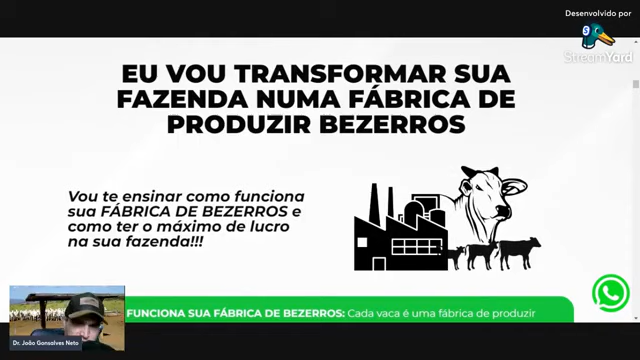 Desenvolvido por
StreamYard
EU VOU TRANSFORMAR SUA
FAZENDA NUMA FÁBRICA DE
PRODUZIR BEZERROS
Vou te ensinar como funciona
sua FÁBRICA DE BEZERROS e
como ter o máximo de lucro
na sua fazenda!!!
FUNCIONA SUA FÁBRICA DE BEZERROS: Cada vaca é uma fábrica de produzir
Dr. João Gonsalves Neto